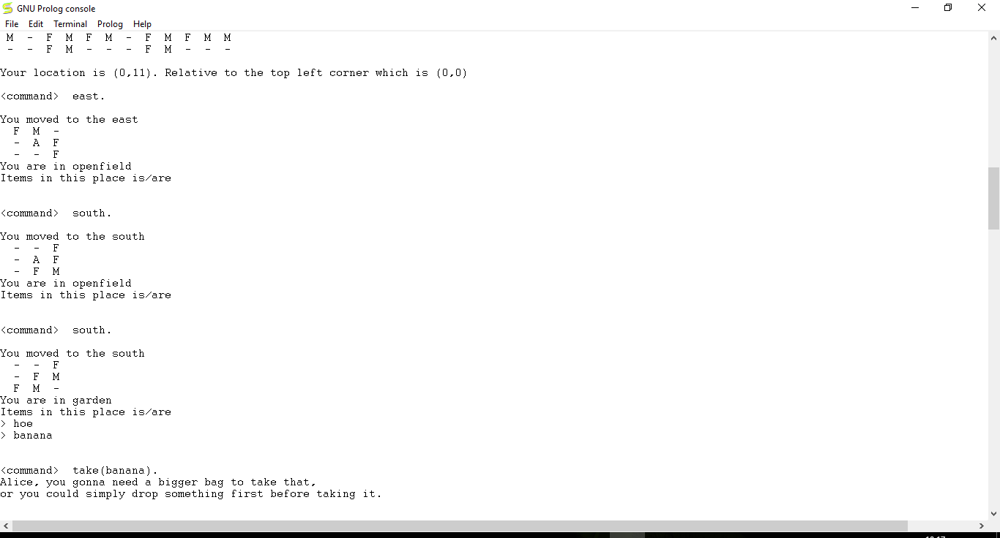 GNU Prolog console
File Edit Terminal Prolog Help
M - F M F M - F M F M M
- - F M - - - F M - - -
Your location is (0,11). Relative to the top left corner which is (0,0)
<command> east.
You moved to the east
F M -
- A F
- - F
You are in openfield
Items in this place is/are
<command> south.
You moved to the south
- - F
- A F
- F M
You are in openfield
Items in this place is/are
<command> south.
You moved to the south
- - F
- F M
F M -
You are in garden
Items in this place is/are
> hoe
> banana
<command> take(banana).
Alice, you gonna need a bigger bag to take that,
or you could simply drop something first before taking it.